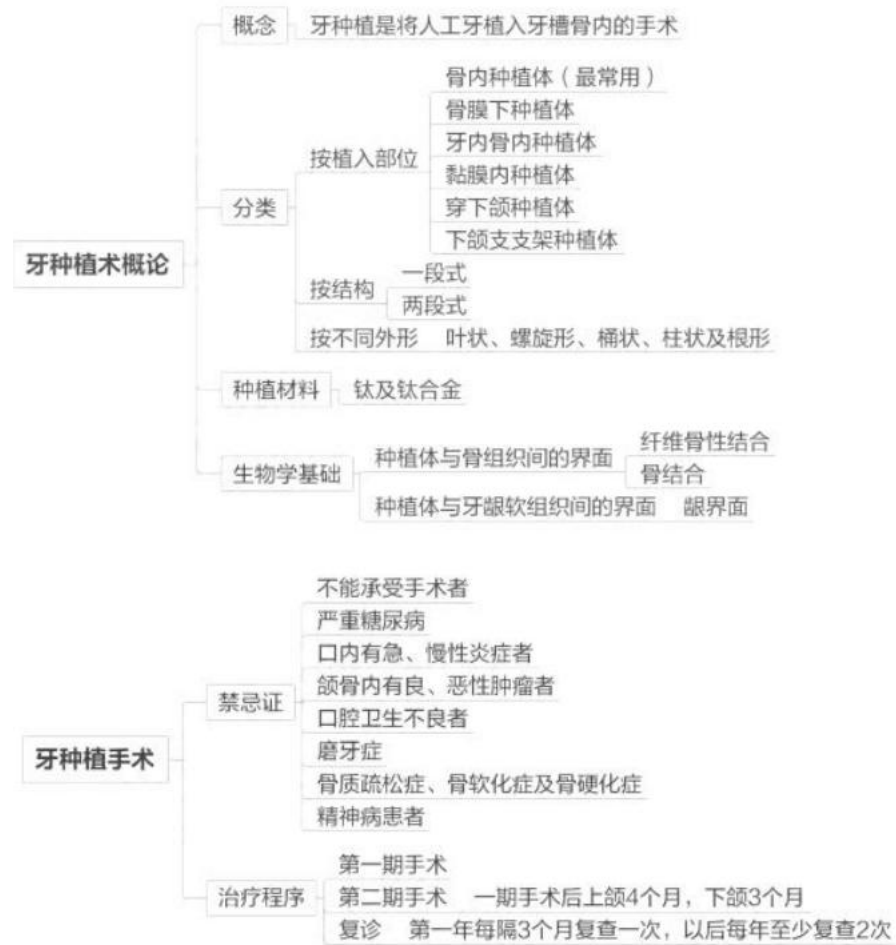 概念 牙种植是将人工牙植入牙槽骨内的手术
骨内种植体（最常用）
骨膜下种植体
牙内骨内种植体
按植入部位
黏膜内种植体
分类
穿下颌种植体
下颌支支架种植体
牙种植术概论
一段式
按结构
两段式
按不同外形 叶状、螺旋形、桶状、柱状及根形
种植材料 钛及钛合金
纤维骨性结合
种植体与骨组织间的界面
生物学基础
骨结合
种植体与牙龈软组织间的界面 龈界面
不能承受手术者
严重糖尿病
口内有急、慢性炎症者
颌骨内有良、恶性肿瘤者
禁忌证
口腔卫生不良者
磨牙症
牙种植手术
骨质疏松症、骨软化症及骨硬化症
精神病患者
第一期手术
治疗程序
第二期手术 一期手术后上颌4个月，下颌3个月
复诊 第一年每隔3个月复查一次，以后每年至少复查2次